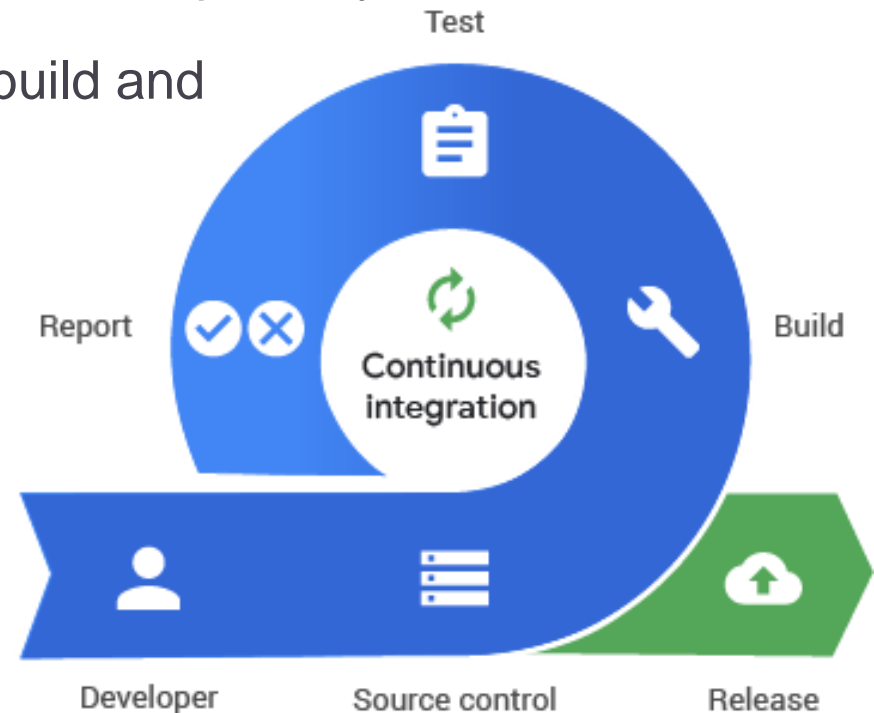 Test
build and
Report
Continuous
integration
Build
Developer
Source control
Release